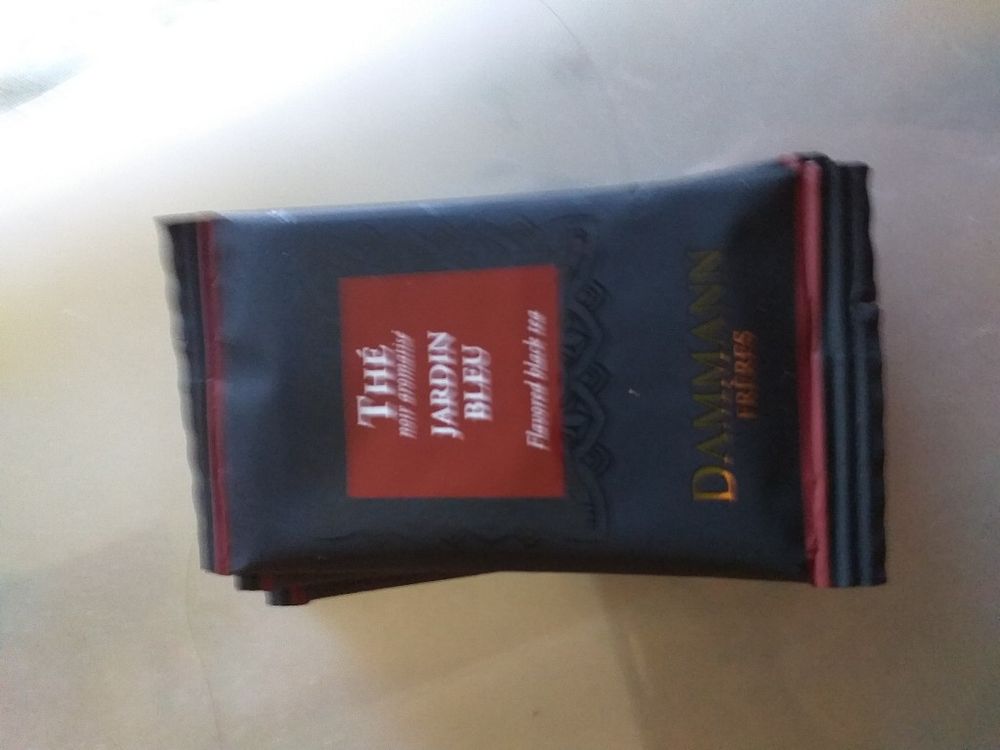 THÉ
noir aromatisé
JARDIN
BLEU
Flavored black tea
DAMMANN
FRÈRES